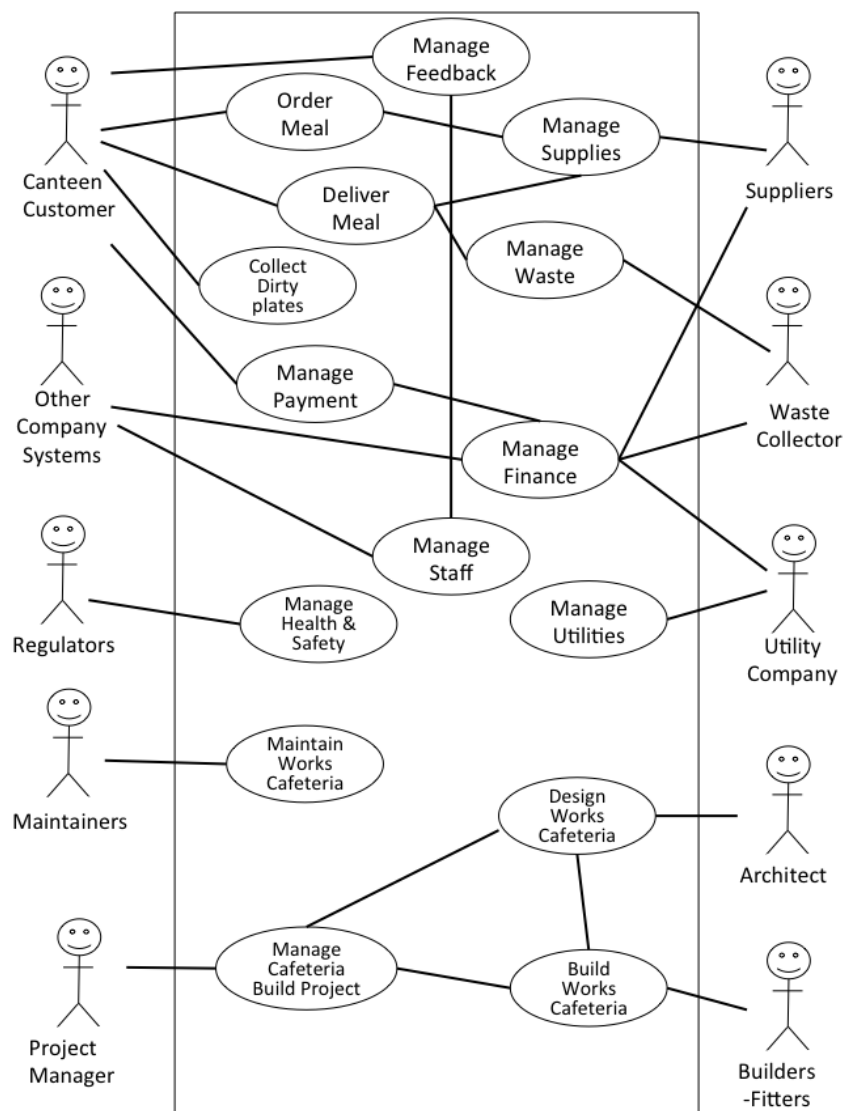 Manage
Feedback
Order
Meal
Manage
Supplies
Canteen
Customer
Suppliers
Deliver
Meal
Manage
Waste
Collect
Dirty
plates
Manage
Payment
Other
Company
Systems
Waste
Collector
Manage
Finance
Manage
Staff
Manage
Health &
Safety
Manage
Utilities
Regulators
Utility
Company
Maintain
Works
Cafeteria
Maintainers
Design
Works
Cafeteria
Architect
Manage
Cafeteria
Build Project
Build
Works
Cafeteria
Project
Manager
Builders
-Fitters